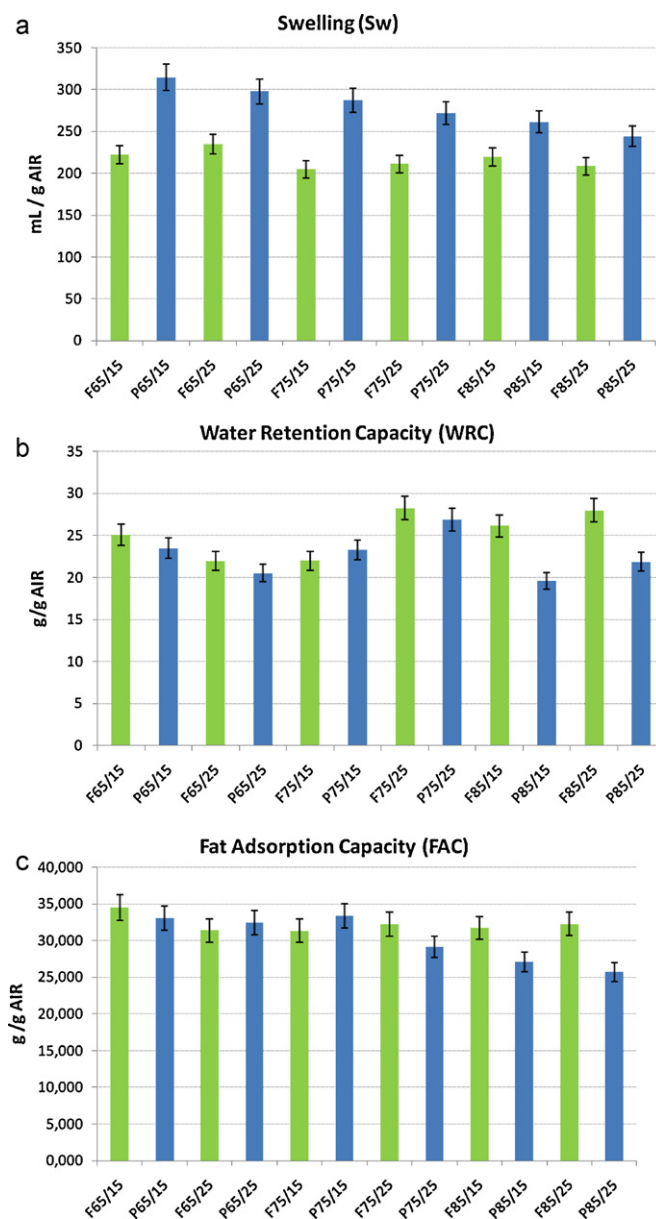 a
Swelling (Sw)
350
300
250
200
150
100
50
0
mL / g AIR
F65/15 P65/15 F65/25 P65/25 F75/15 P75/15 F75/25 P75/25 F85/15 P85/15 F85/25 P85/25
b
Water Retention Capacity (WRC)
35
30
25
20
15
10
5
0
g/g AIR
F65/15 P65/15 F65/25 P65/25 F75/15 P75/15 F75/25 P75/25 F85/15 P85/15 F85/25 P85/25
c
Fat Adsorption Capacity (FAC)
40,000
35,000
30,000
25,000
20,000
15,000
10,000
5,000
0,000
g /g AIR
F65/15 P65/15 F65/25 P65/25 F75/15 P75/15 F75/25 P75/25 F85/15 P85/15 F85/25 P85/25